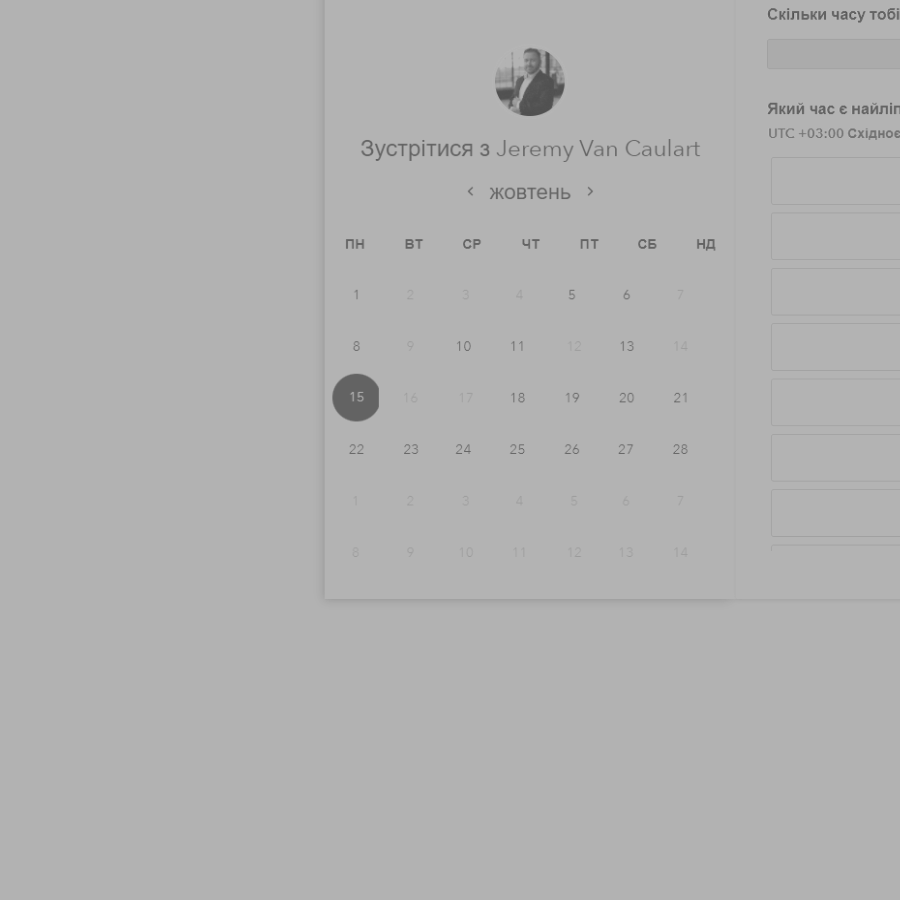 Скільки часу тобі
Який час є найліп
UTC +03:00 Східноє
Зустрітися з Jeremy Van Caulart
жовтень
ПН ВТ СР ЧТ ПТ СБ НД
1 2 3 4 5 6 7
8 9 10 11 12 13 14
15 16 17 18 19 20 21
22 23 24 25 26 27 28
1 2 3 4 5 6 7
8 9 10 11 12 13 14